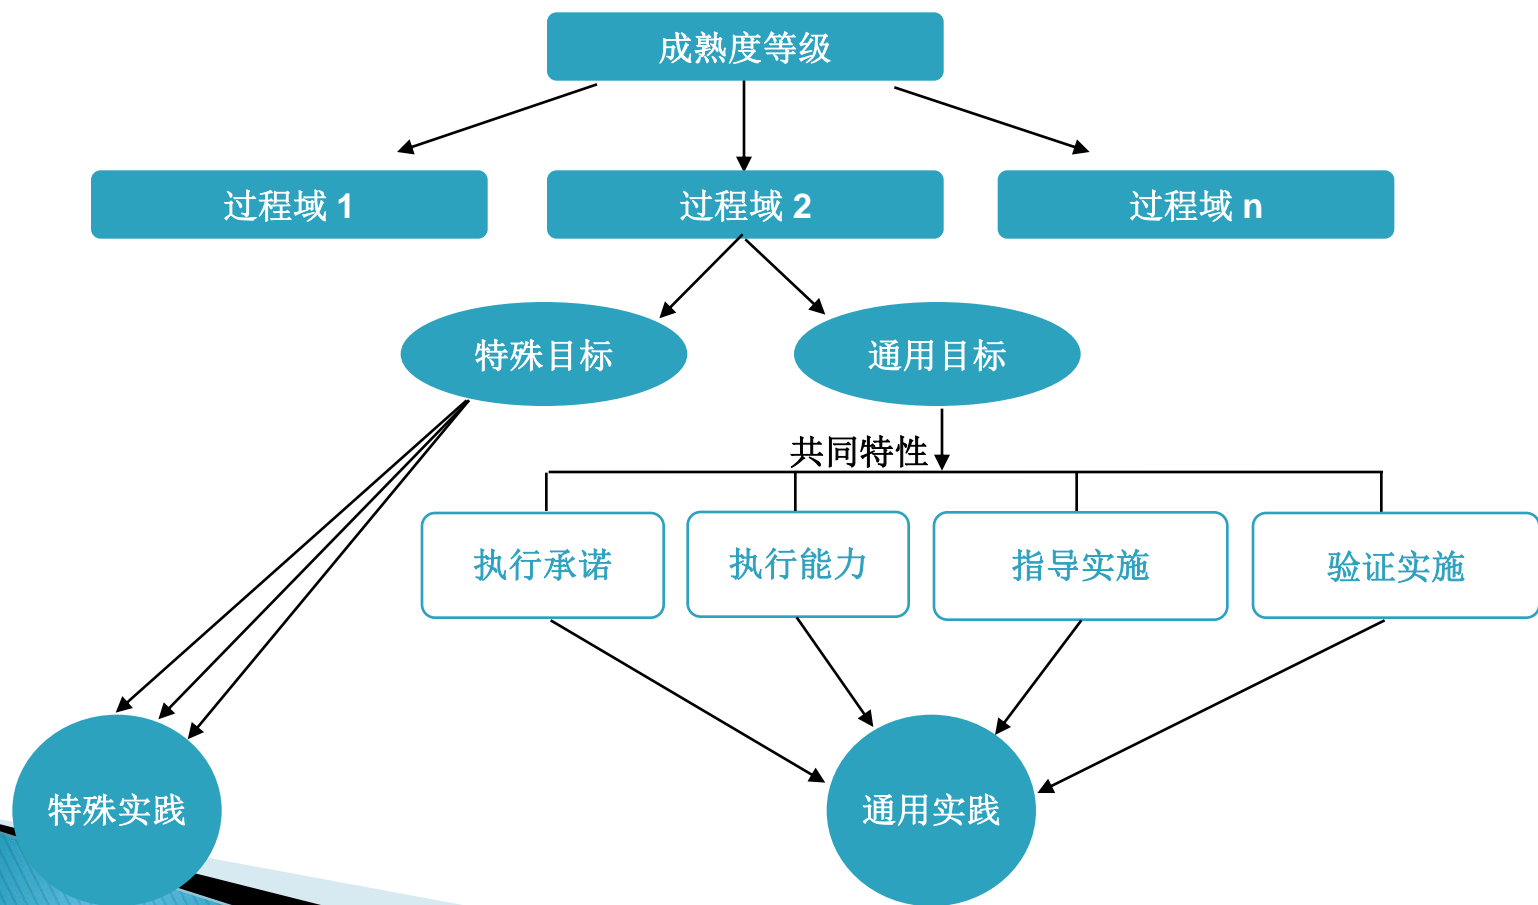 成熟度等级
过程域 1
过程域 2
过程域 n
特殊目标
通用目标
共同特性
执行承诺
执行能力
指导实施
验证实施
特殊实践
通用实践